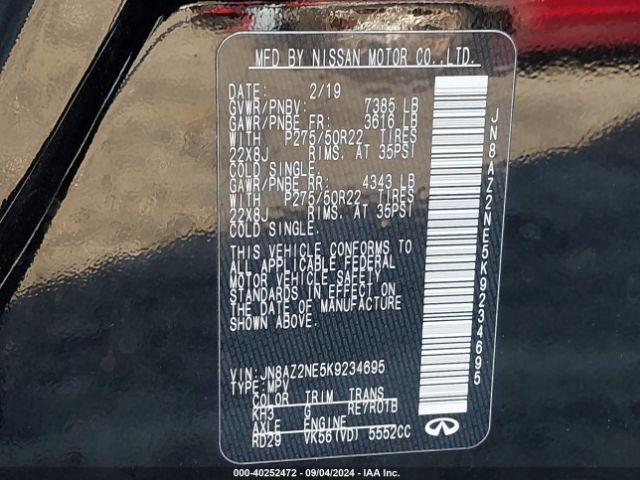 MFD BY NISSAN MOTOR CO.,LTD.
DATE: 2/19
GVWR/PNBV: 7385 LB
GAWR/PNBE FR: 3616 LB
WITH P275/50R22 TIRES
22X8J RIMS. AT 35PSI
COLD SINGLE.
GAWR/PNBE RR: 4343 LB
WITH P275/50R22 TIRES
22X8J RIMS. AT 35PSI
COLD SINGLE.
THIS VEHICLE CONFORMS TO
ALL APPLICABLE FEDERAL
MOTOR VEHICLE SAFETY
STANDARDS IN EFFECT ON
THE DATE OF MANUFACTURE
SHOWN ABOVE.
VIN:JN8AZ2NE5K9234695
TYPE:MPV
COLOR TRIM TRANS
KH3 G RE7R01B
AXLE ENGINE
RD29 VK56(VD) 5552CC
JN8AZ2NE5K9234695
000-40252472 - 09/04/2024 - IAA Inc.